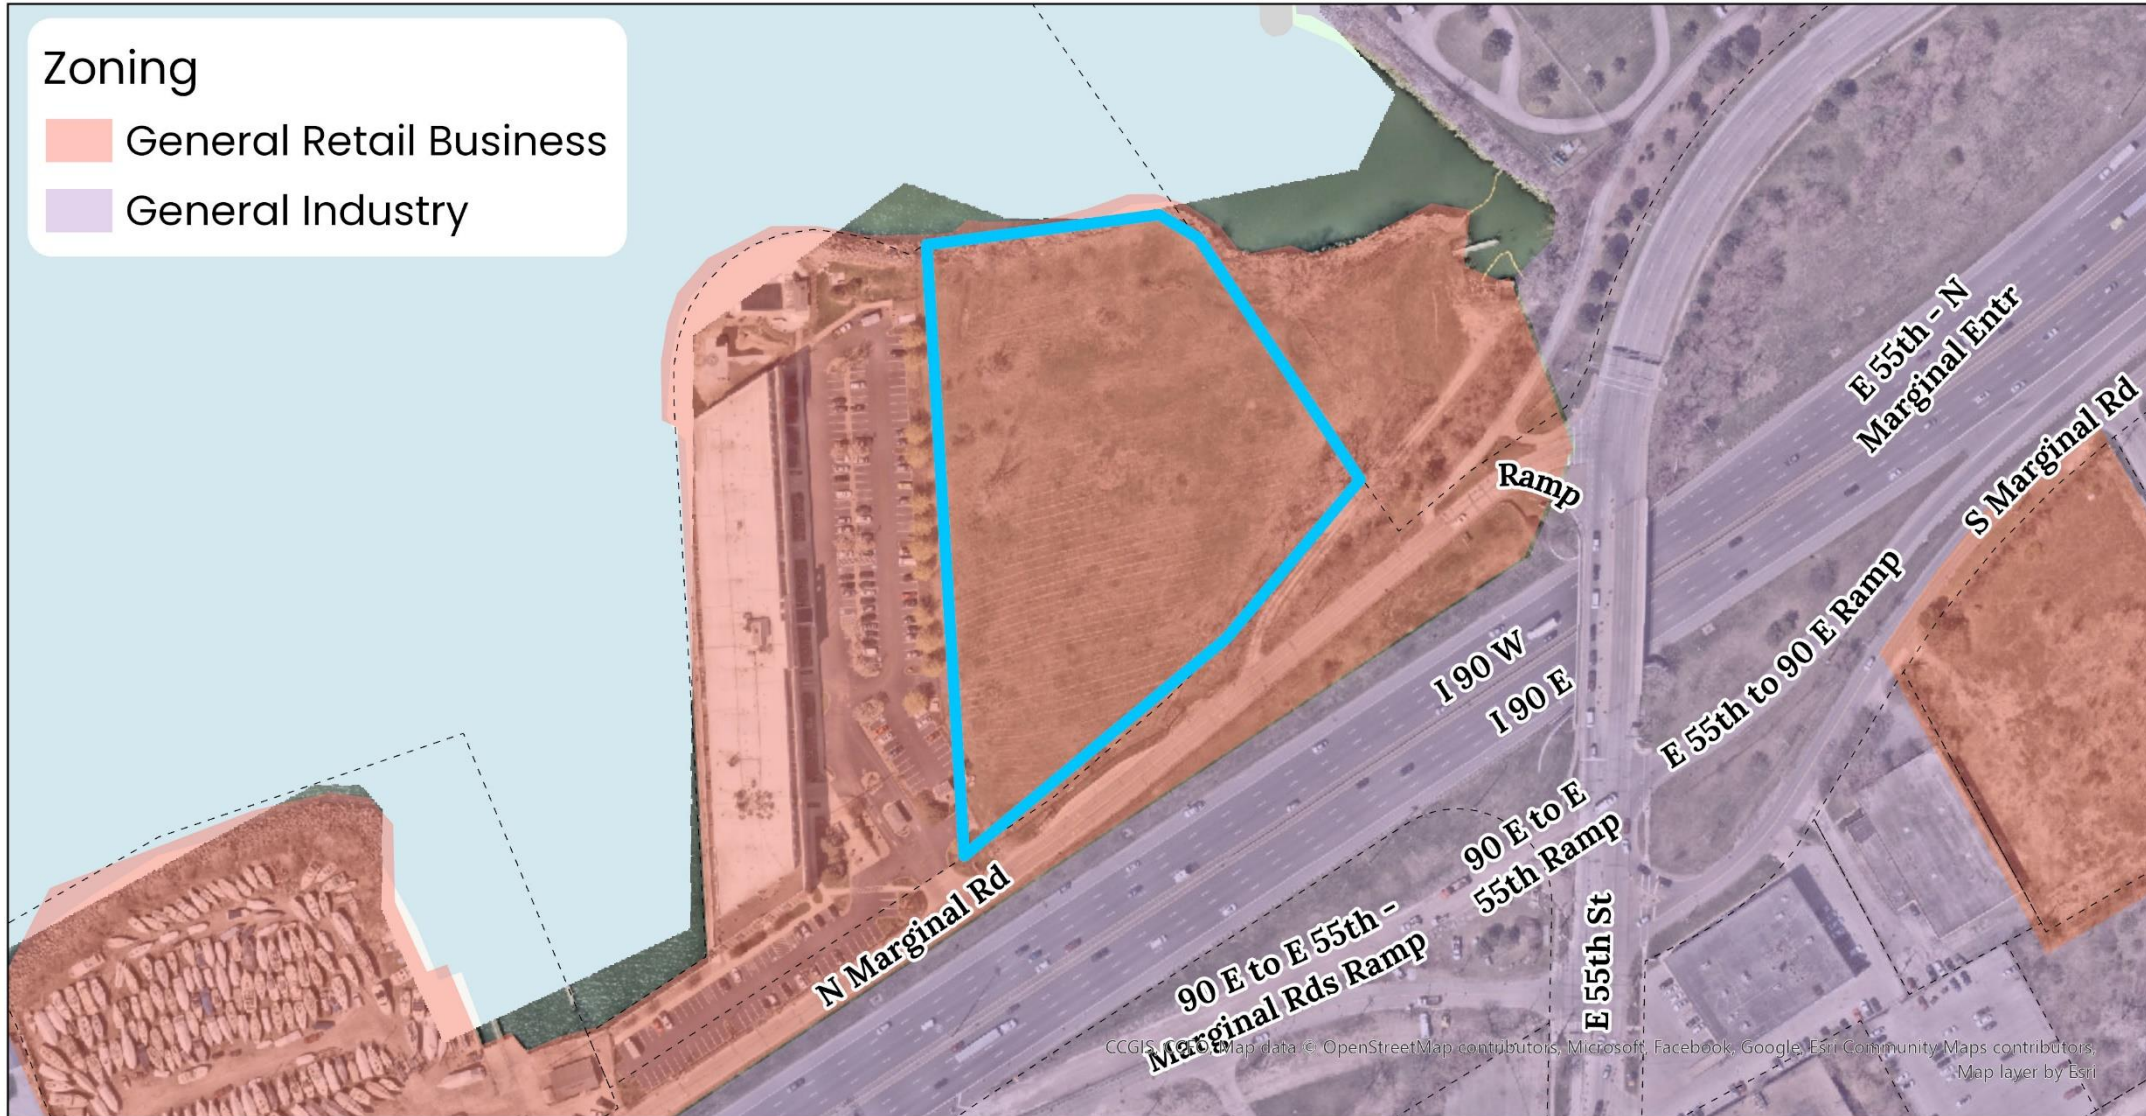 Zoning
General Retail Business
General Industry
E 55th - N
Marginal Entr
S Marginal Rd
Ramp
E 55th to 90 E Ramp
I 90 W
I 90 E
90 E to E
55th Ramp
N Marginal Rd
90 E to E 55th -
Marginal Rds Ramp
E 55th St
CCGIS, CCFO, Map data © OpenStreetMap contributors, Microsoft, Facebook, Google, Esri Community Maps contributors,
Map layer by Esri